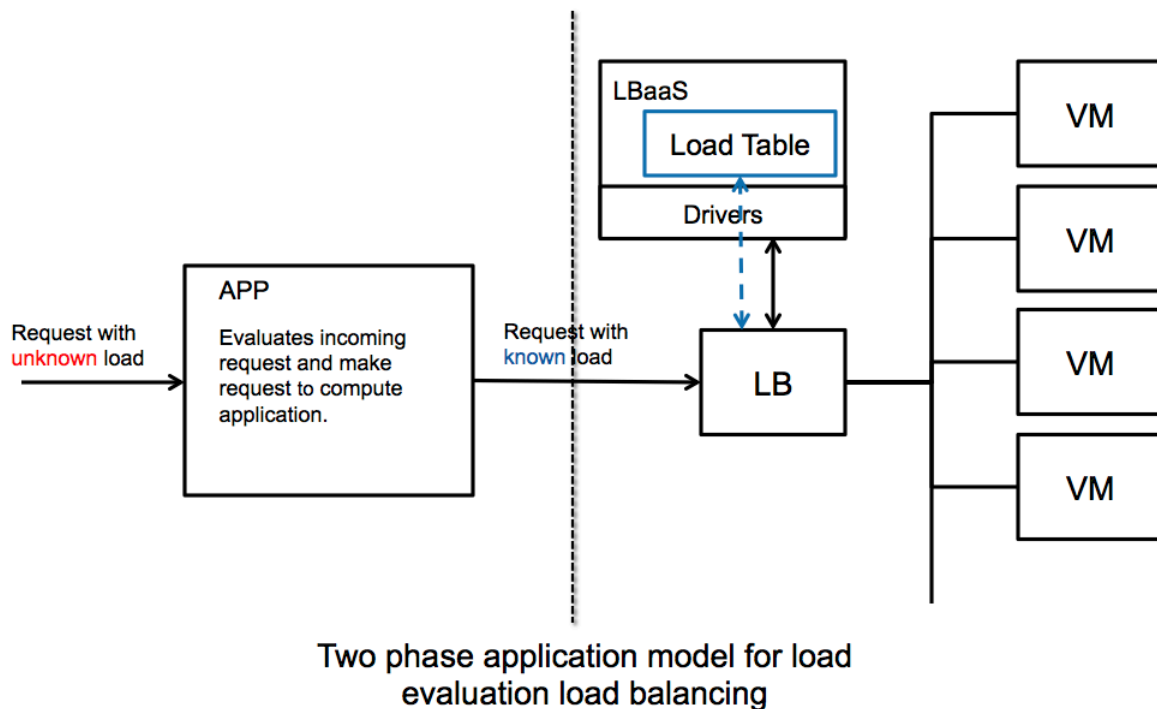 Request with
unknown load
APP
Evaluates incoming
request and make
request to compute
application.
Request with
known load
LBaaS
Load Table
Drivers
LB
VM
VM
VM
VM
Two phase application model for load
evaluation load balancing